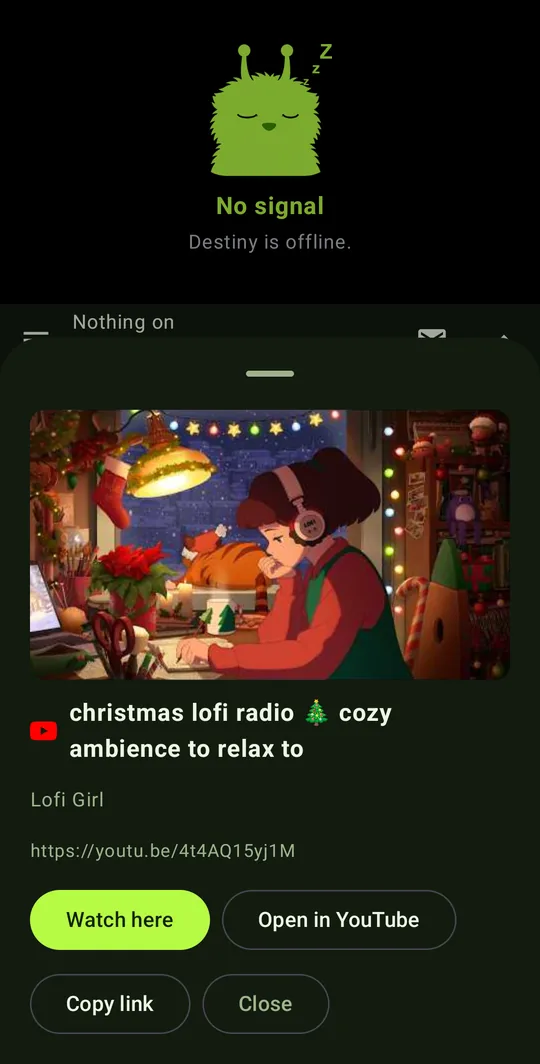 z
z
Z
No signal
Destiny is offline.
Nothing on
christmas lofi radio 🎄 cozy
ambience to relax to
Lofi Girl
https://youtu.be/4t4AQ15yj1M
Watch here
Open in YouTube
Copy link
Close